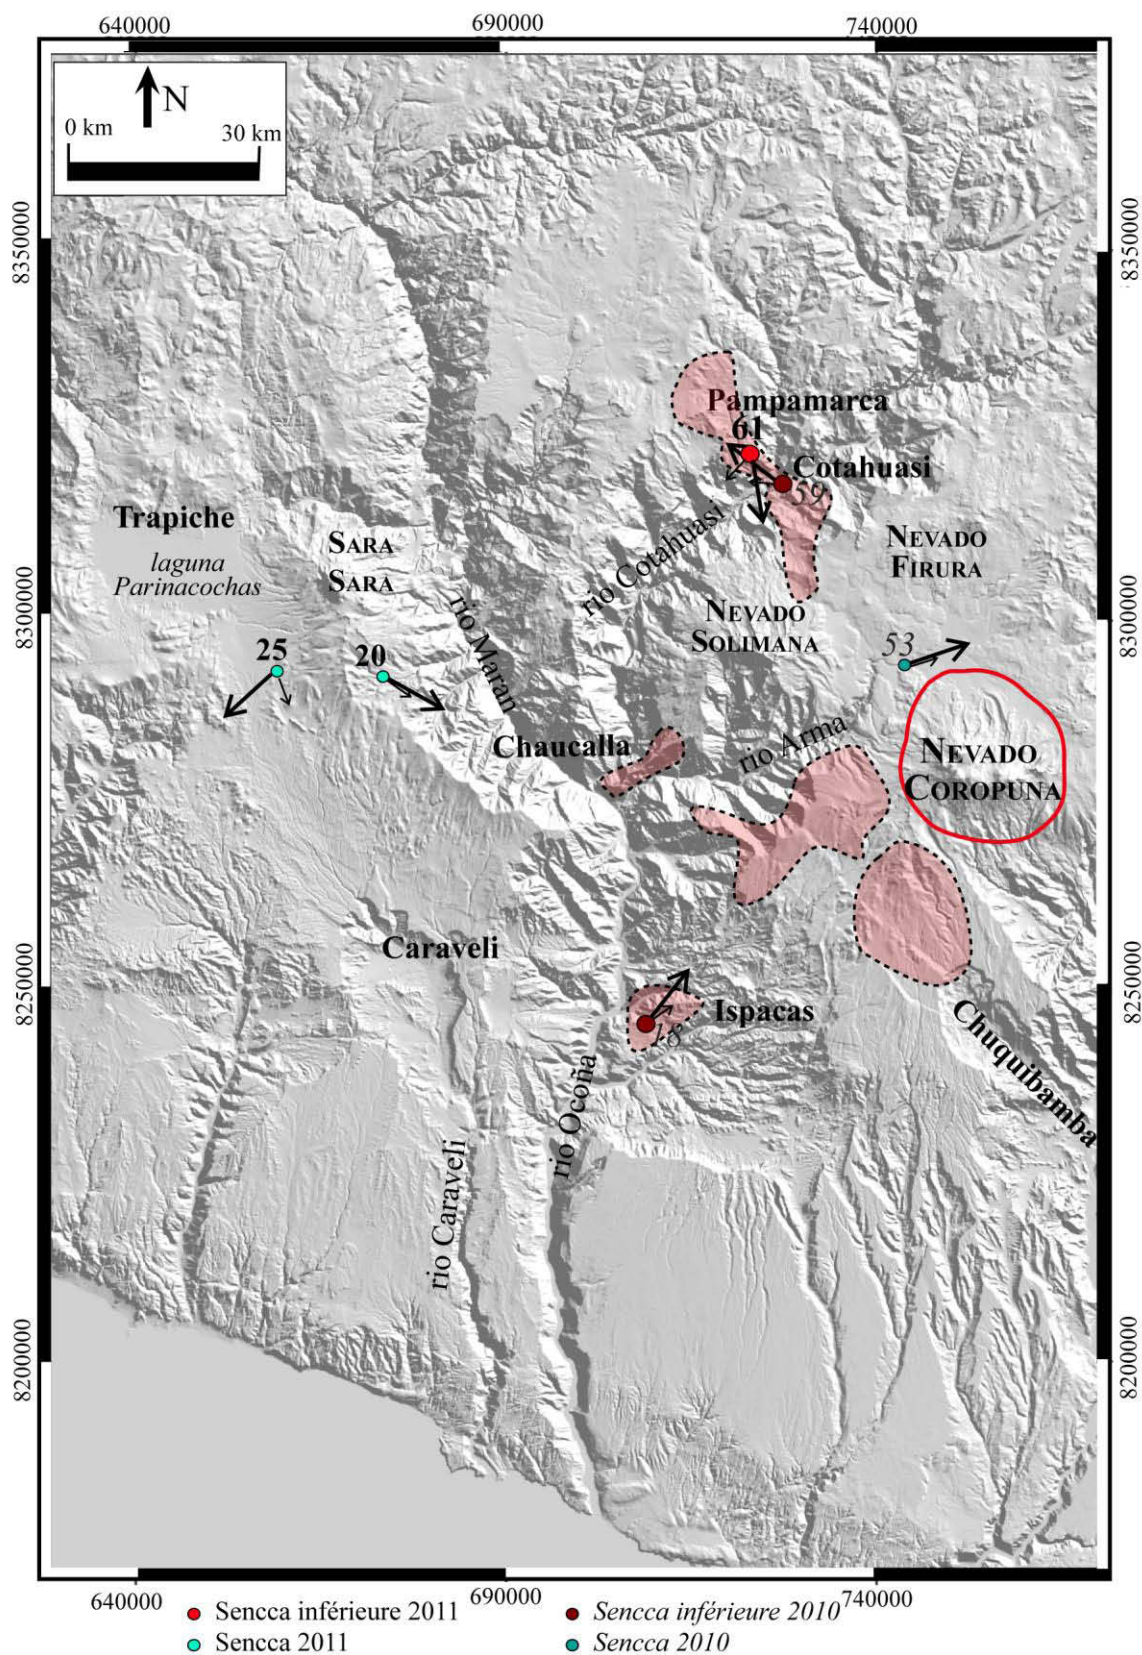 640000
690000
740000
N
0 km
30 km
8350000
8350000
Pampamarca
61
Cotahuasi
59
Trapiche
laguna
Parinacochas
SARA
SARA
rio Cotahuasi
NEVADO
FIRURA
8300000
8300000
rio Maran
NEVADO
SOLIMANA
25
20
53
Chaucalla
rio Arma
NEVADO
COROPUNA
Caraveli
8250000
8250000
Ispacas
18
Chuquibamba
rio Ocoña
rio Caraveli
8200000
8200000
640000
690000
740000
Sencca inférieure 2011
Sencca inférieure 2010
Sencca 2011
Sencca 2010